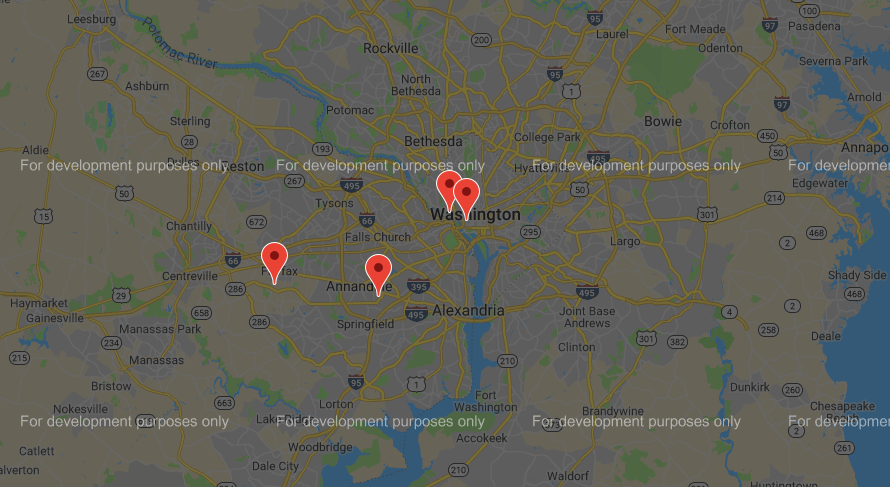 95
100
Leesburg
Potomac River
Laurel
Fort Meade
97
Pasadena
Rockville
200
Odenton
Severna Park
267
Ashburn
North
Bethesda
95
1
Potomac
97
Arnold
Sterling
Bowie
Crofton
450
28
193
Bethesda
College Park
Annapo
50
For development purposes only
For development purposes only
For development purposes only
For developme
Dulles
Reston
495
267
495
50
Edgewater
50
Tysons
214
15
672
66
Washington
301
Chantilly
Falls Church
295
468
Largo
2
66
Fairfax
Centreville
Shady Side
286
Annandale
395
495
468
Haymarket
29
Gainesville
658
286
Springfield
495
Alexandria
Joint Base
Andrews
4
2
Manassas Park
234
301
382
258
Deale
215
Manassas
Clinton
210
Bristow
95
1
Dunkirk
260
Nokesville
663
Lorton
Fort
Washington
Brandywine
Chesapeake
For development purposes only
For development purposes only
For development purposes only
For developme
2
Accokeek
Catlett
Woodbridge
261
Dale City
210
Waldorf
Huntingtown